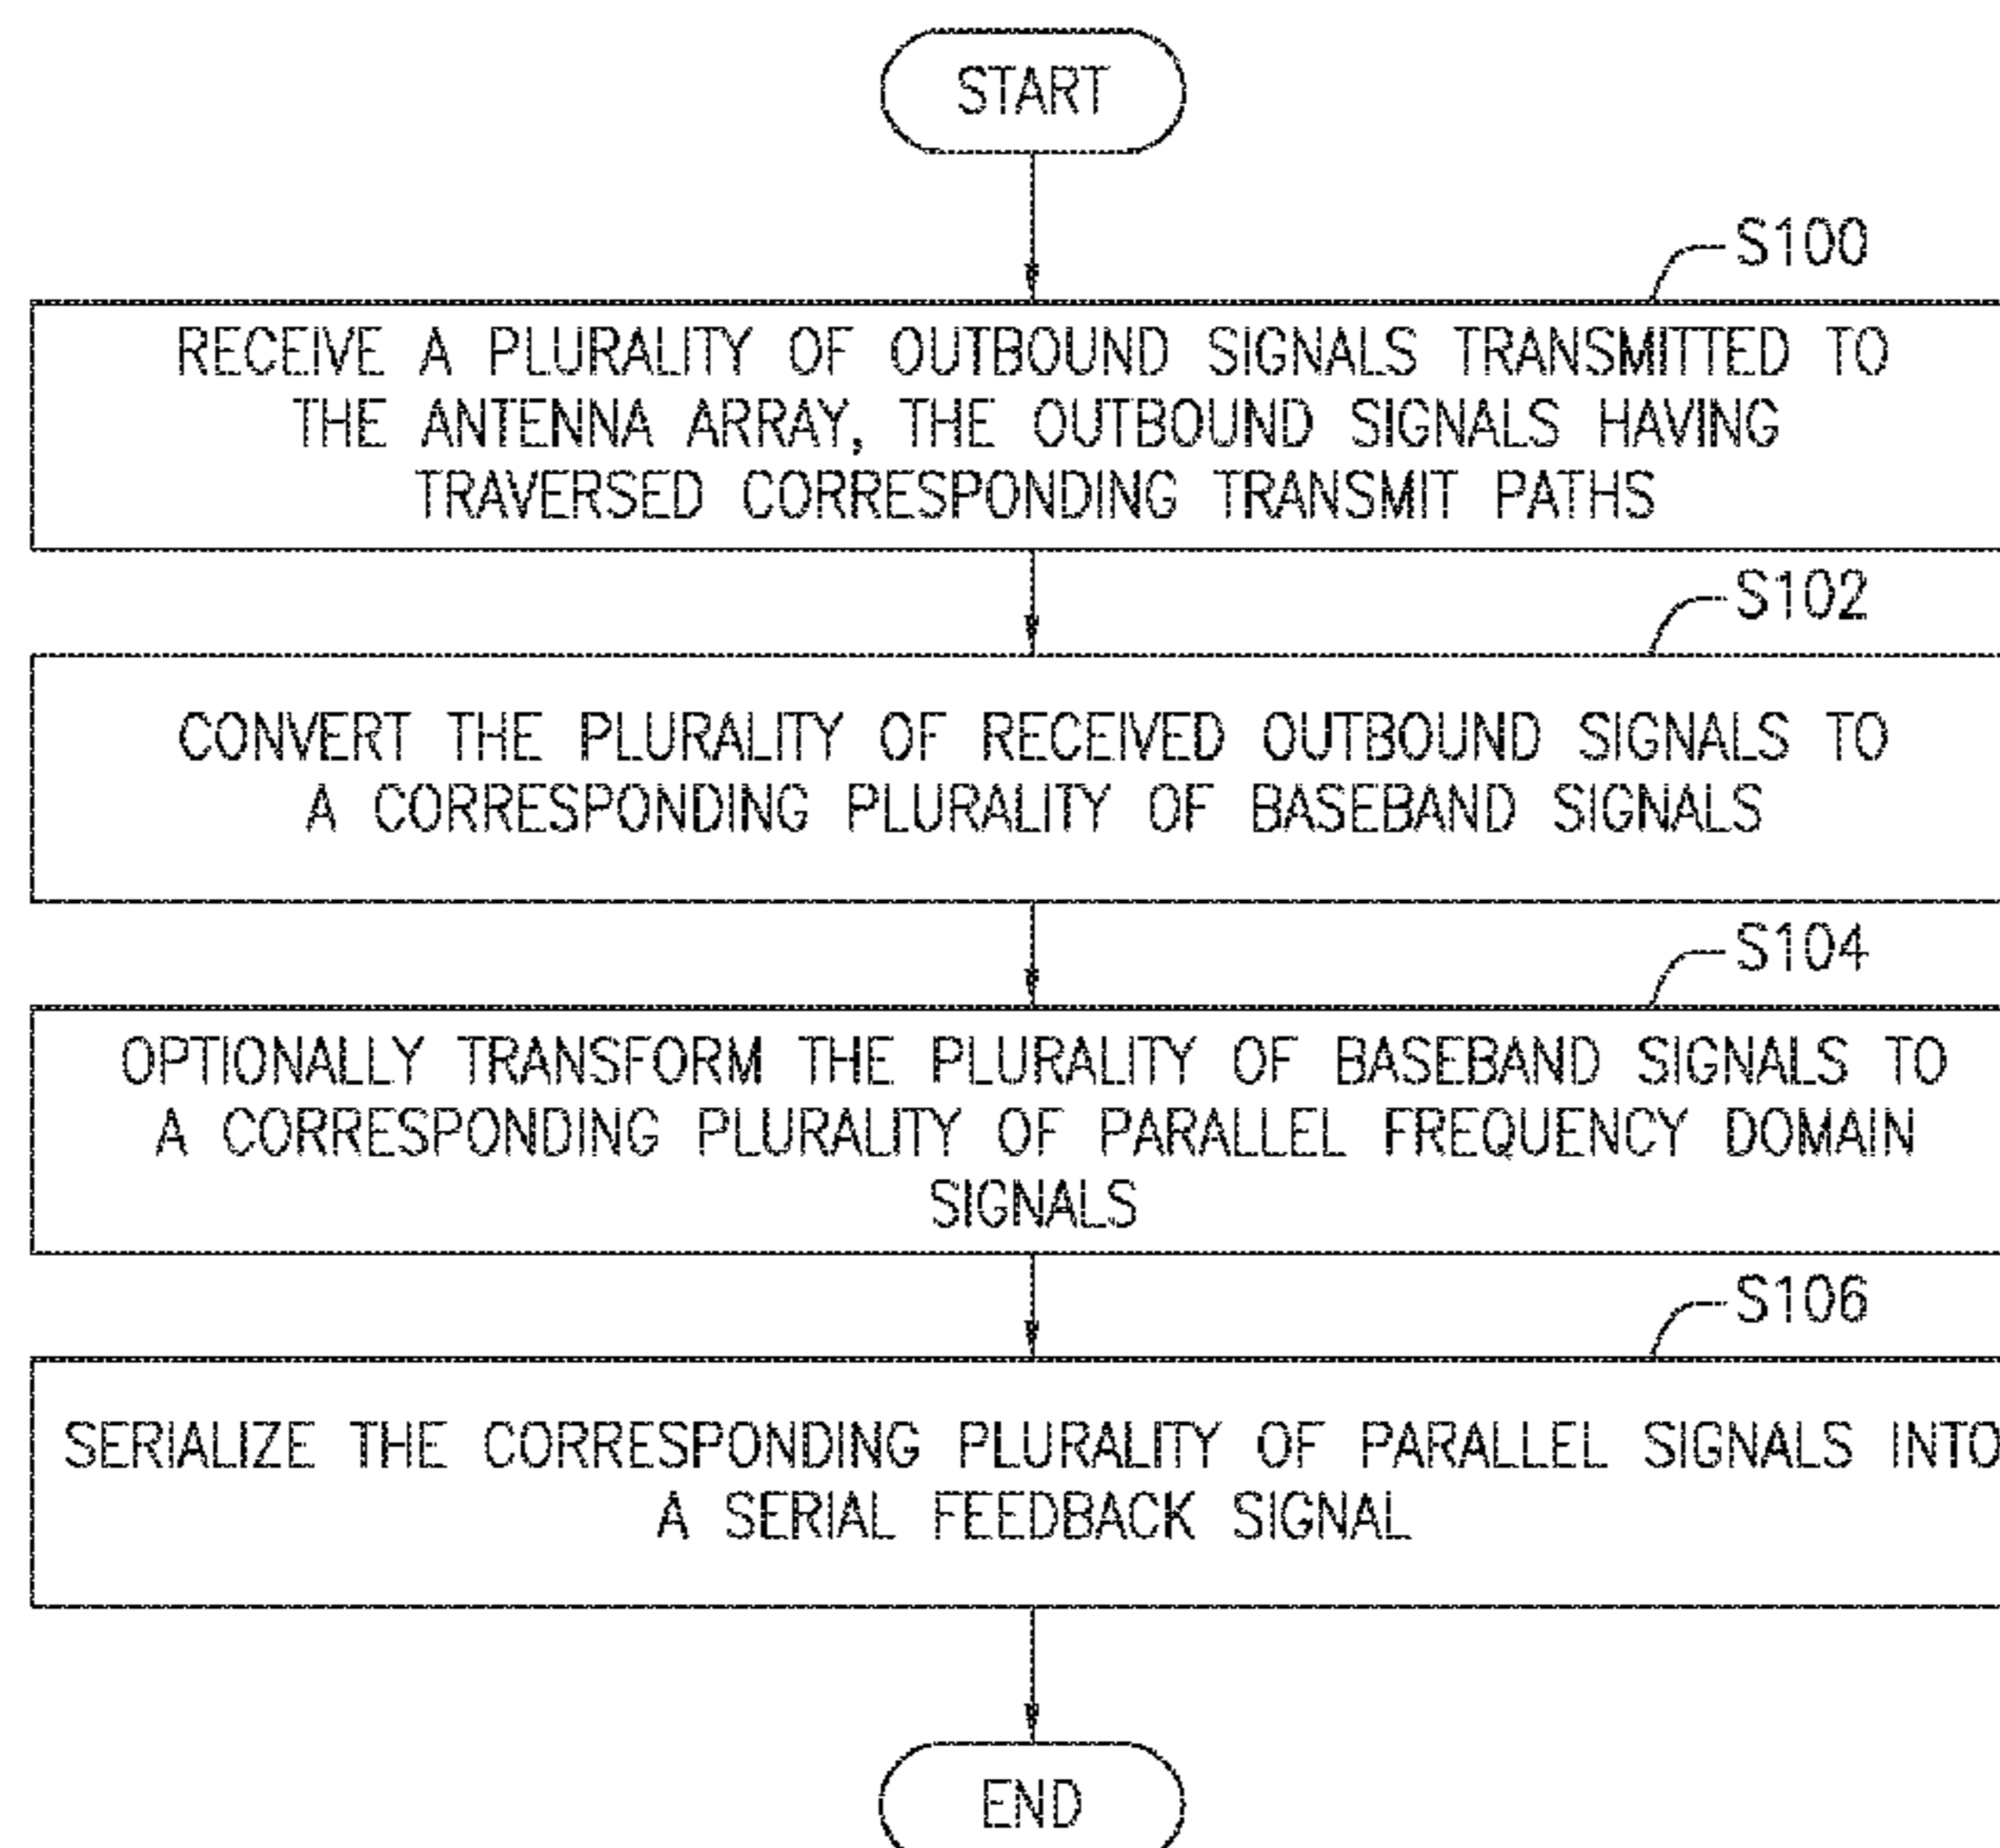 START
S100
RECEIVE A PLURALITY OF OUTBOUND SIGNALS TRANSMITTED TO
THE ANTENNA ARRAY, THE OUTBOUND SIGNALS HAVING
TRAVERSED CORRESPONDING TRANSMIT PATHS
S102
CONVERT THE PLURALITY OF RECEIVED OUTBOUND SIGNALS TO
A CORRESPONDING PLURALITY OF BASEBAND SIGNALS
S104
OPTIONALLY TRANSFORM THE PLURALITY OF BASEBAND SIGNALS TO
A CORRESPONDING PLURALITY OF PARALLEL FREQUENCY DOMAIN
SIGNALS
S106
SERIALIZE THE CORRESPONDING PLURALITY OF PARALLEL SIGNALS INTO
A SERIAL FEEDBACK SIGNAL
END